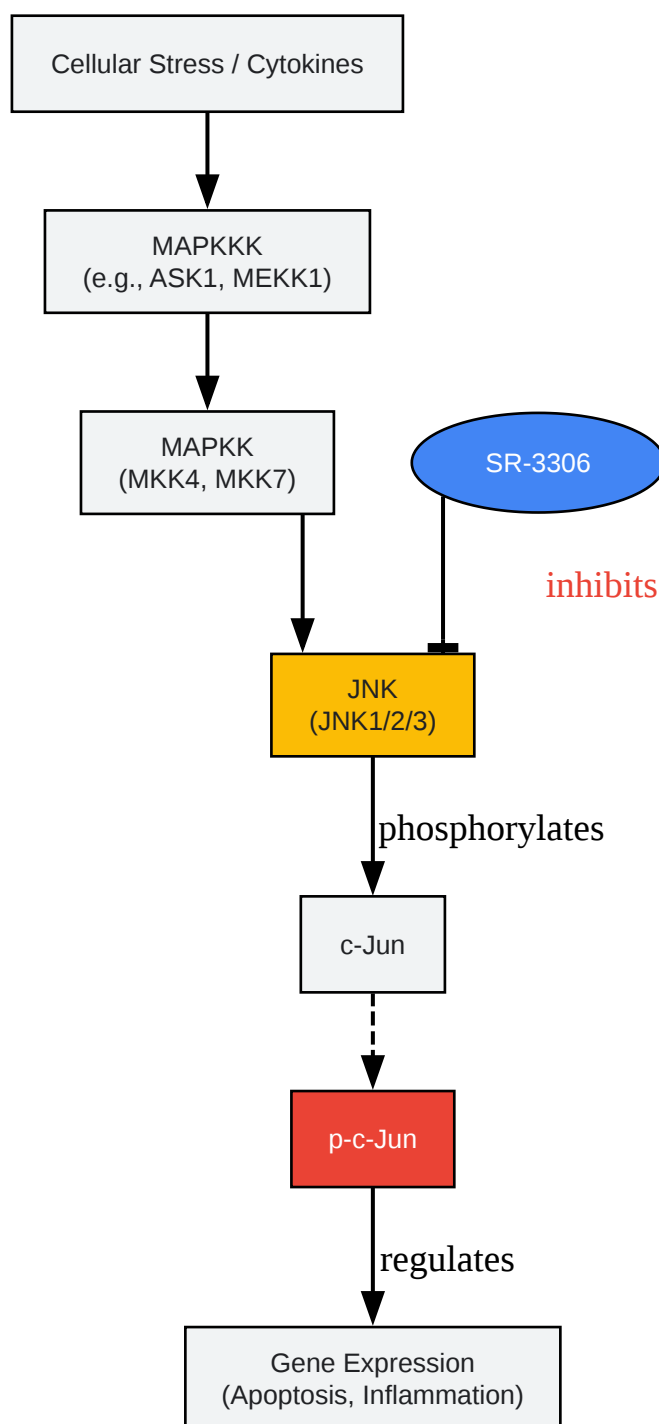 Cellular Stress / Cytokines
MAPKKK
(e.g., ASK1, MEKK1)
MAPKK
(MKK4, MKK7)
SR-3306
inhibits
JNK
(JNK1/2/3)
phosphorylates
c-Jun
p-c-Jun
regulates
Gene Expression
(Apoptosis, Inflammation)